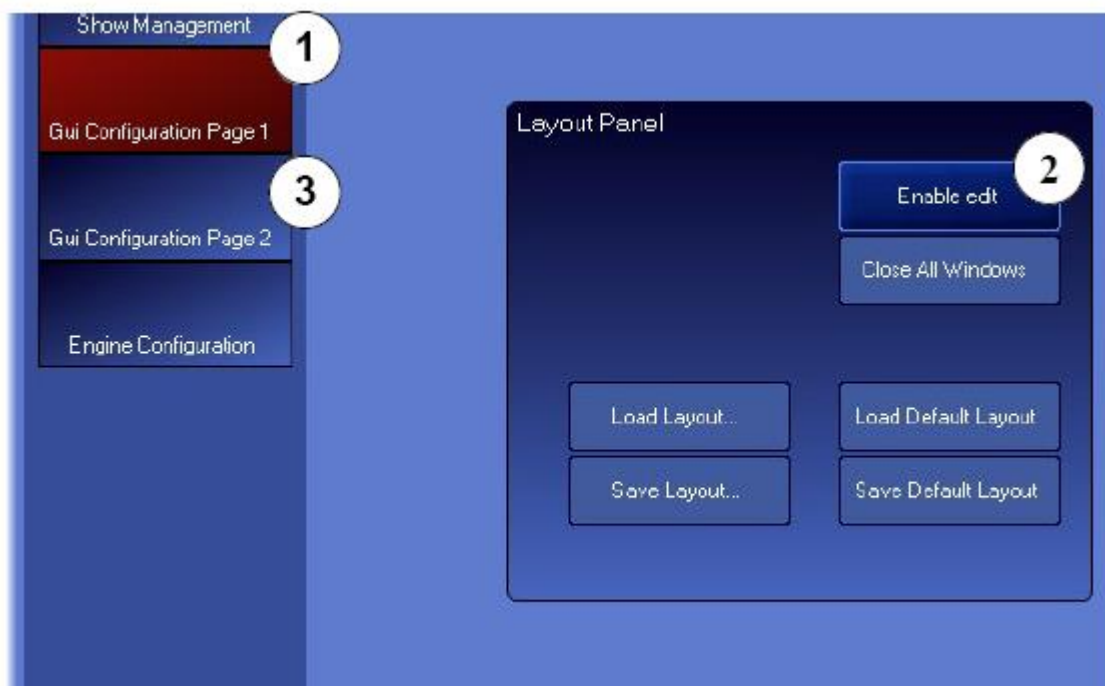 Show Management
1
Gui Configuration Page 1
3
Gui Configuration Page 2
Engine Configuration
Layout Panel
2
Enable edit
Close All Windows
Load Layout...
Load Default Layout
Save Layout...
Save Default Layout